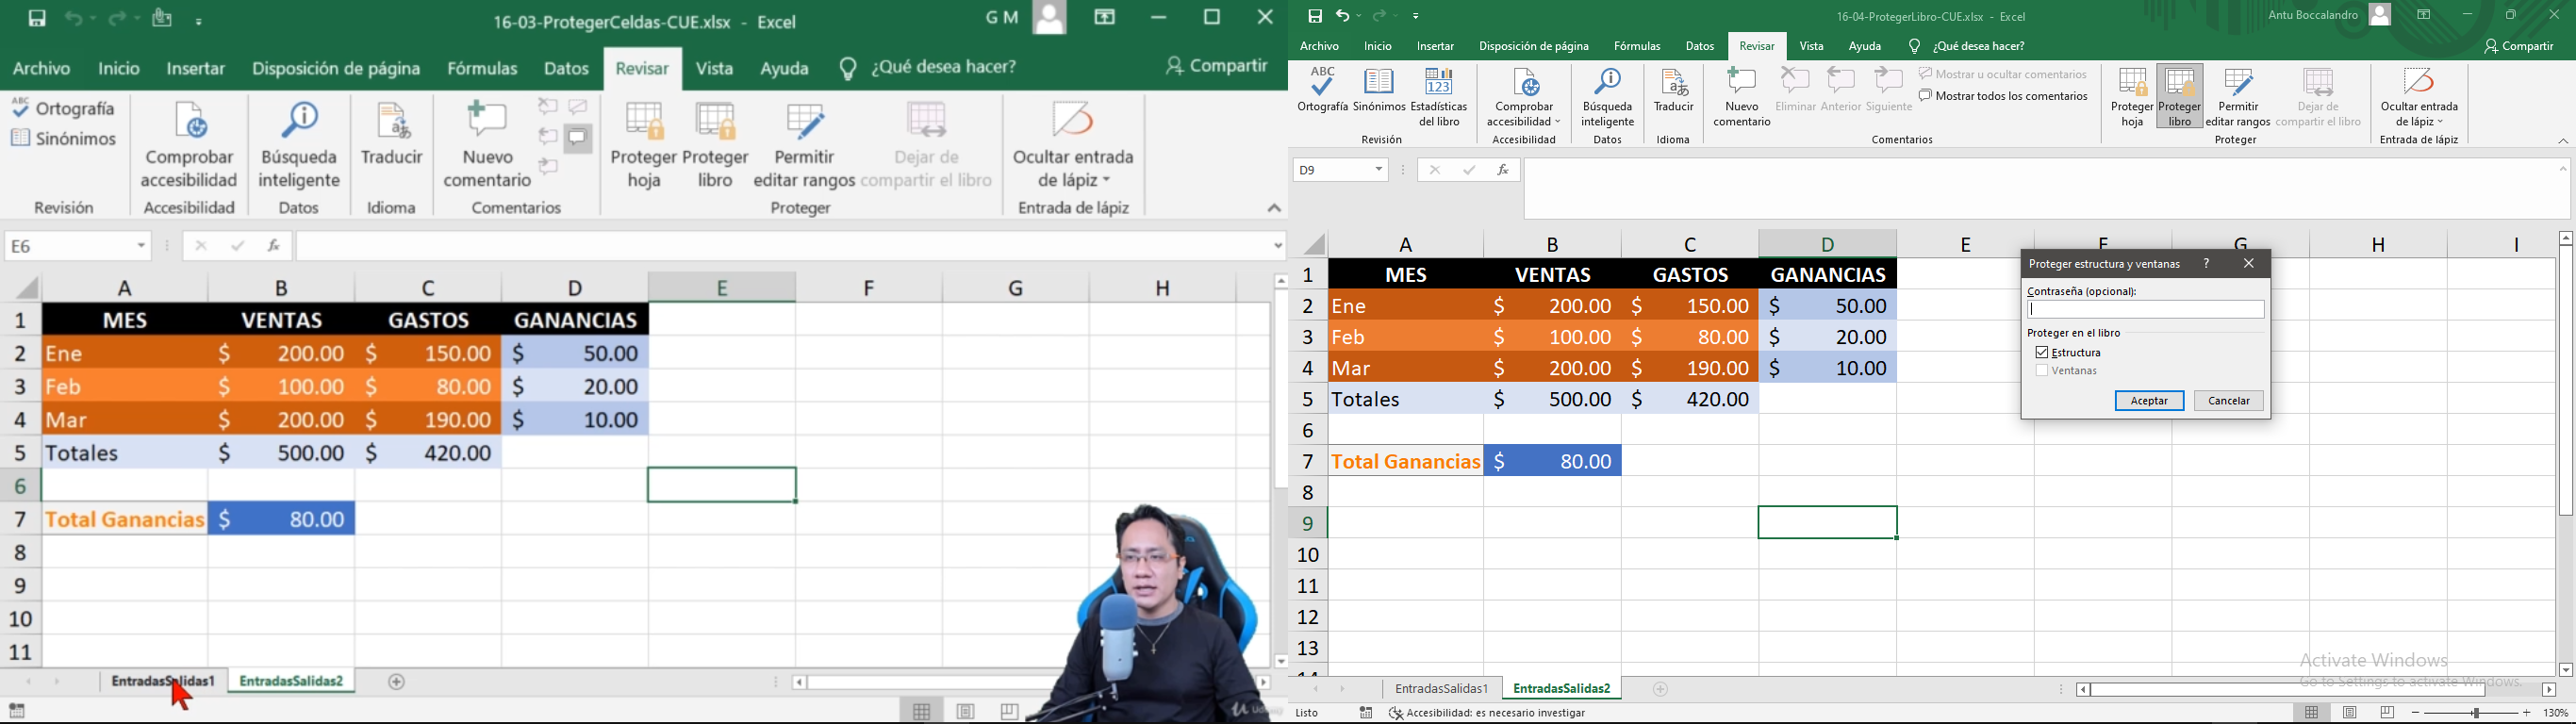 16-03-ProtegerCeldas-CUE.xlsx - Excel
G M
Archivo Inicio Insertar Disposición de página Fórmulas Datos Revisar Vista Ayuda ¿Qué desea hacer? Compartir
ABC Ortografía
Sinónimos
Comprobar accesibilidad
Búsqueda inteligente
Traducir
Nuevo comentario
Proteger hoja
Proteger libro
Permitir editar rangos
Dejar de compartir el libro
Ocultar entrada de lápiz
Revisión Accesibilidad Datos Idioma Comentarios Proteger Entrada de lápiz
E6 fx
A B C D E F G H
1 MES VENTAS GASTOS GANANCIAS
2 Ene $ 200.00 $ 150.00 $ 50.00
3 Feb $ 100.00 $ 80.00 $ 20.00
4 Mar $ 200.00 $ 190.00 $ 10.00
5 Totales $ 500.00 $ 420.00
6
7 Total Ganancias $ 80.00
8
9
10
11
EntradasSalidas1 EntradasSalidas2
16-04-ProtegerLibro-CUE.xlsx - Excel
Antu Boccalandro
Archivo Inicio Insertar Disposición de página Fórmulas Datos Revisar Vista Ayuda ¿Qué desea hacer? Compartir
ABC
Ortografía
Sinónimos
123
Estadísticas del libro
Comprobar accesibilidad
Búsqueda inteligente
Traducir
Nuevo comentario
Eliminar Anterior Siguiente
Mostrar u ocultar comentarios
Mostrar todos los comentarios
Proteger hoja
Proteger libro
Permitir editar rangos
Dejar de compartir el libro
Ocultar entrada de lápiz
Revisión Accesibilidad Datos Idioma Comentarios Proteger Entrada de lápiz
D9 fx
A B C D E F G H I
1 MES VENTAS GASTOS GANANCIAS
2 Ene $ 200.00 $ 150.00 $ 50.00
3 Feb $ 100.00 $ 80.00 $ 20.00
4 Mar $ 200.00 $ 190.00 $ 10.00
5 Totales $ 500.00 $ 420.00
6
7 Total Ganancias $ 80.00
8
9
10
11
12
13
14
Proteger estructura y ventanas ?
Contraseña (opcional):
Proteger en el libro
Estructura
Ventanas
Aceptar Cancelar
Activate Windows
Go to Settings to activate Windows.
EntradasSalidas1 EntradasSalidas2
Listo Accesibilidad: es necesario investigar 130%